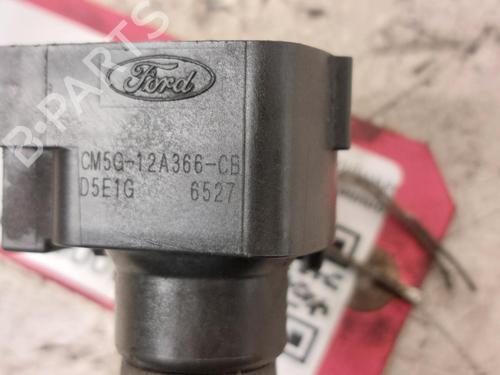 Ford
CM5G-12A366-CB
D5E1G 6527
B-PARTS